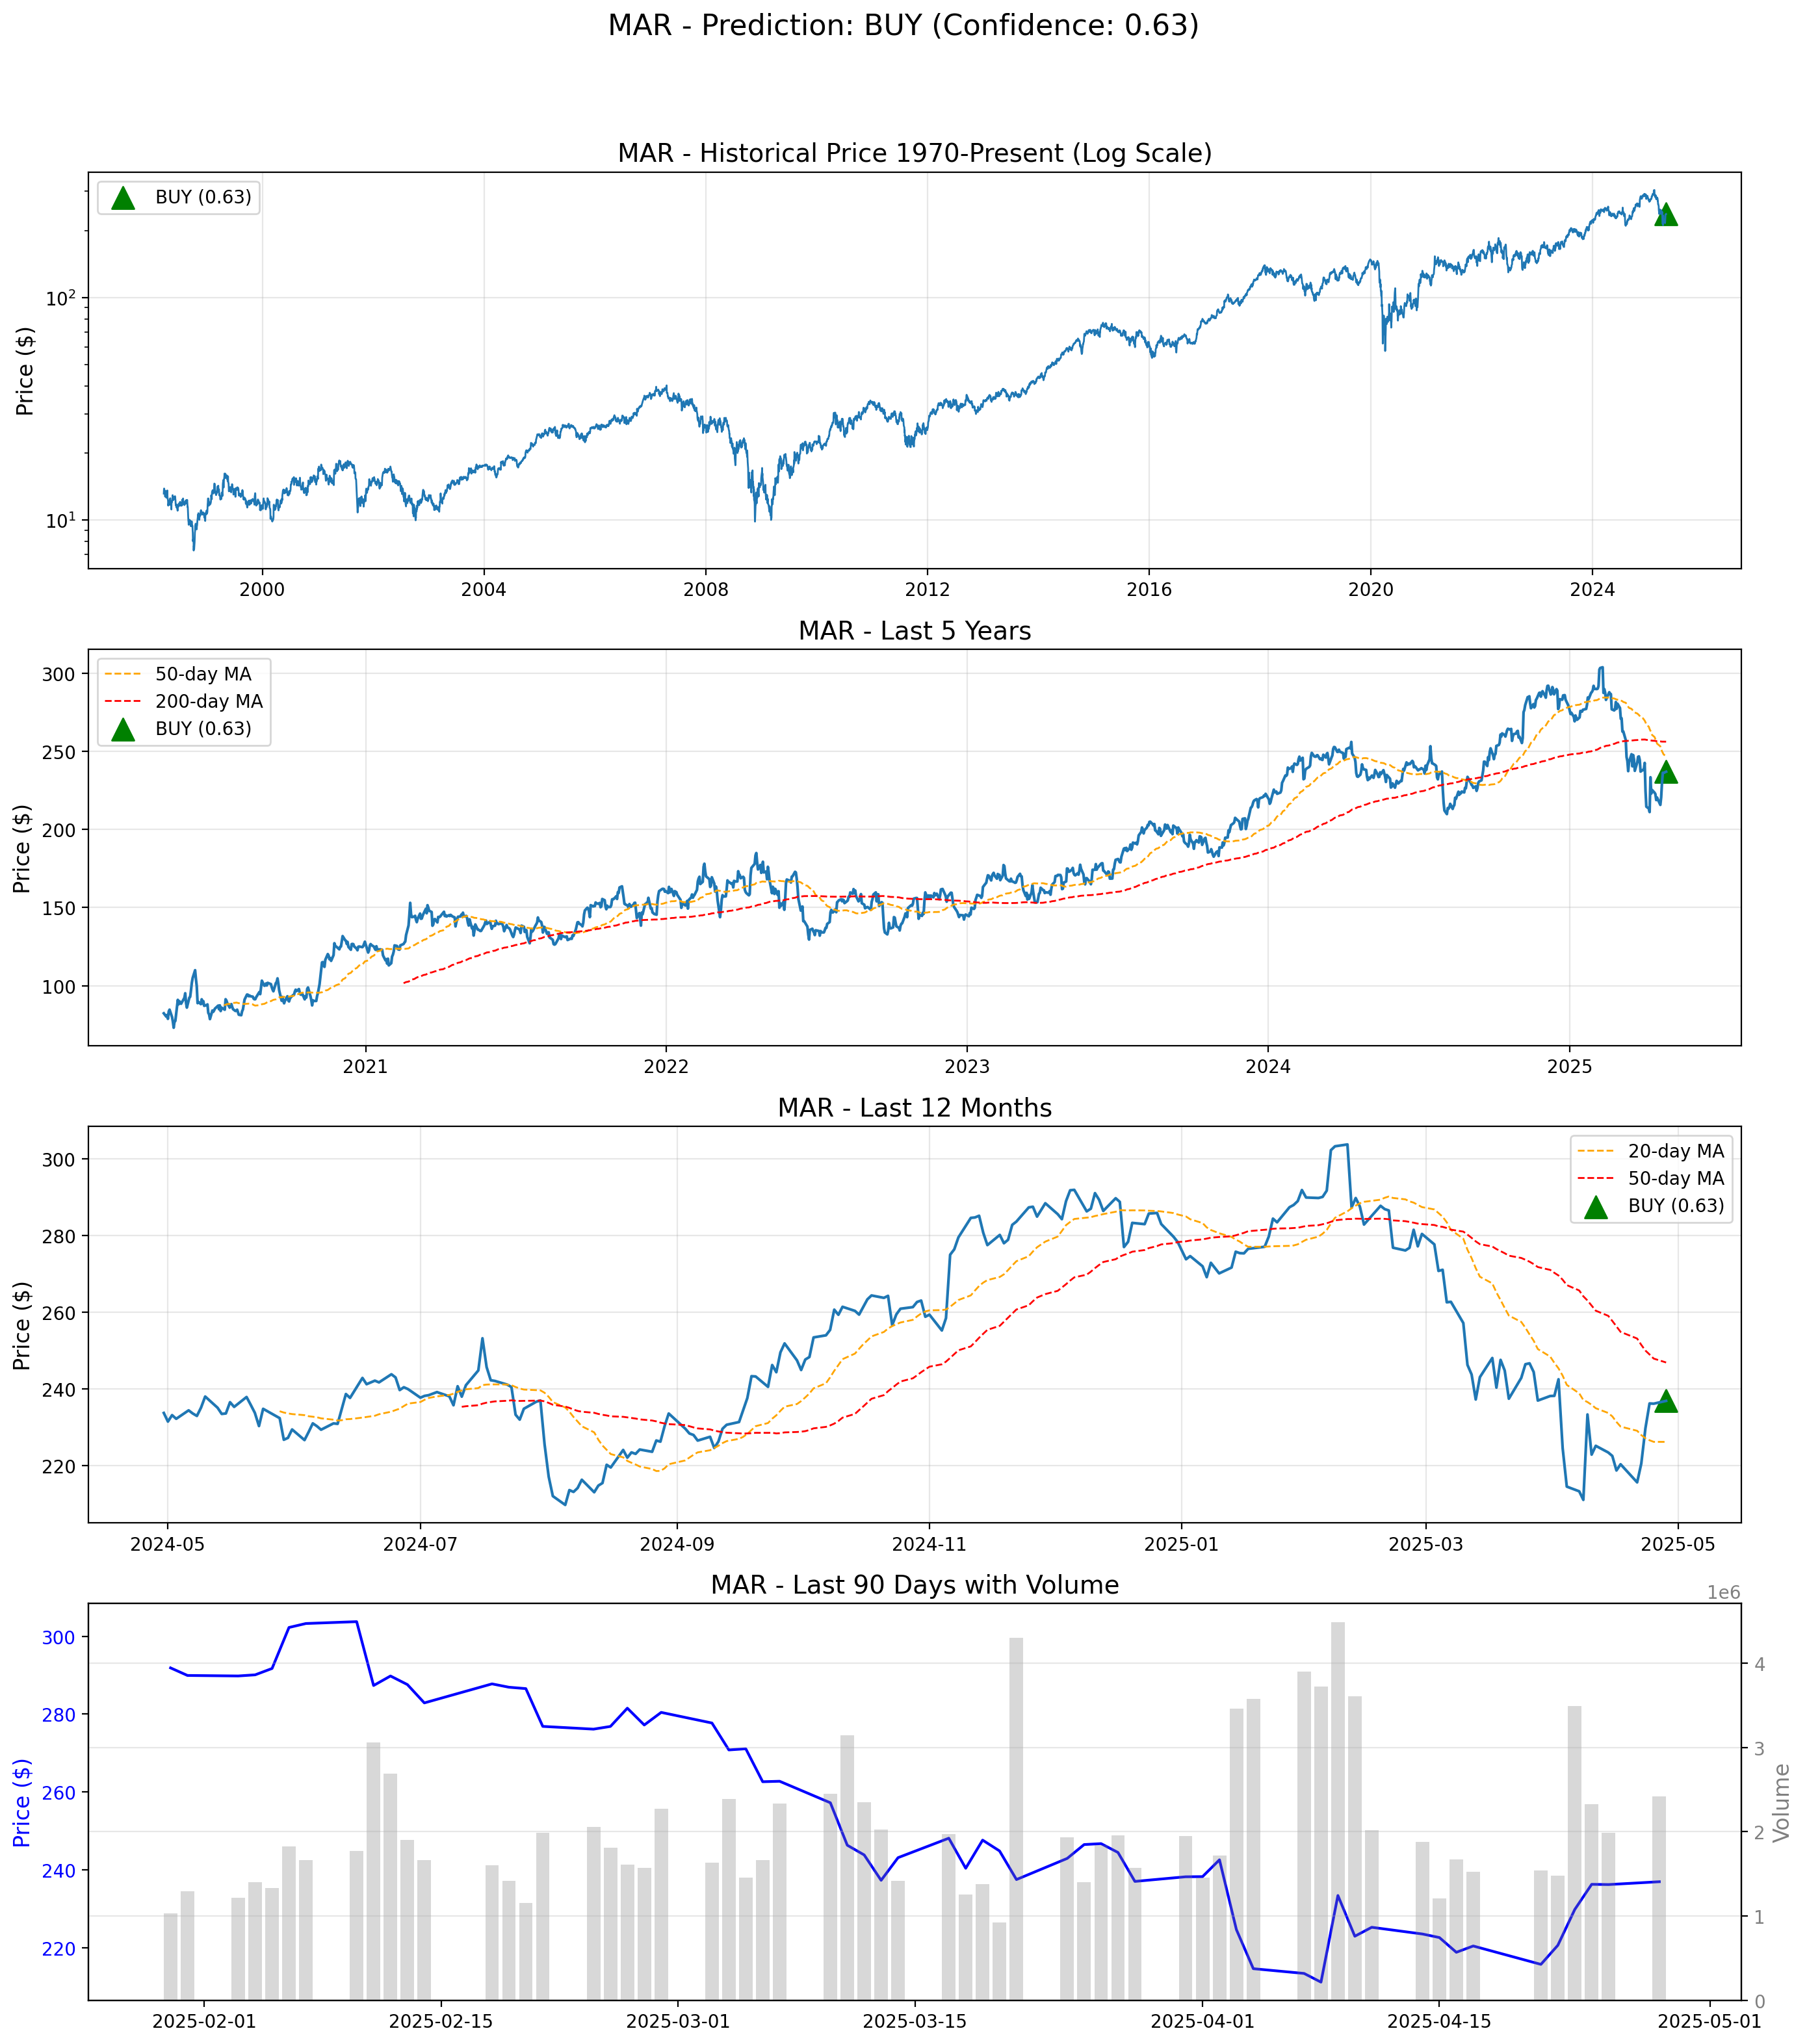 MAR - Prediction: BUY (Confidence: 0.63)
MAR - Historical Price 1970-Present (Log Scale)
BUY (0.63)
Price ($)
10²
10¹
2000 2004 2008 2012 2016 2020 2024
MAR - Last 5 Years
50-day MA
200-day MA
BUY (0.63)
Price ($)
300
250
200
150
100
2021 2022 2023 2024 2025
MAR - Last 12 Months
20-day MA
50-day MA
BUY (0.63)
Price ($)
300
280
260
240
220
2024-05 2024-07 2024-09 2024-11 2025-01 2025-03 2025-05
MAR - Last 90 Days with Volume
1e6
Price ($)
300
280
260
240
220
4
3
2
1
0
Volume
2025-02-01 2025-02-15 2025-03-01 2025-03-15 2025-04-01 2025-04-15 2025-05-01